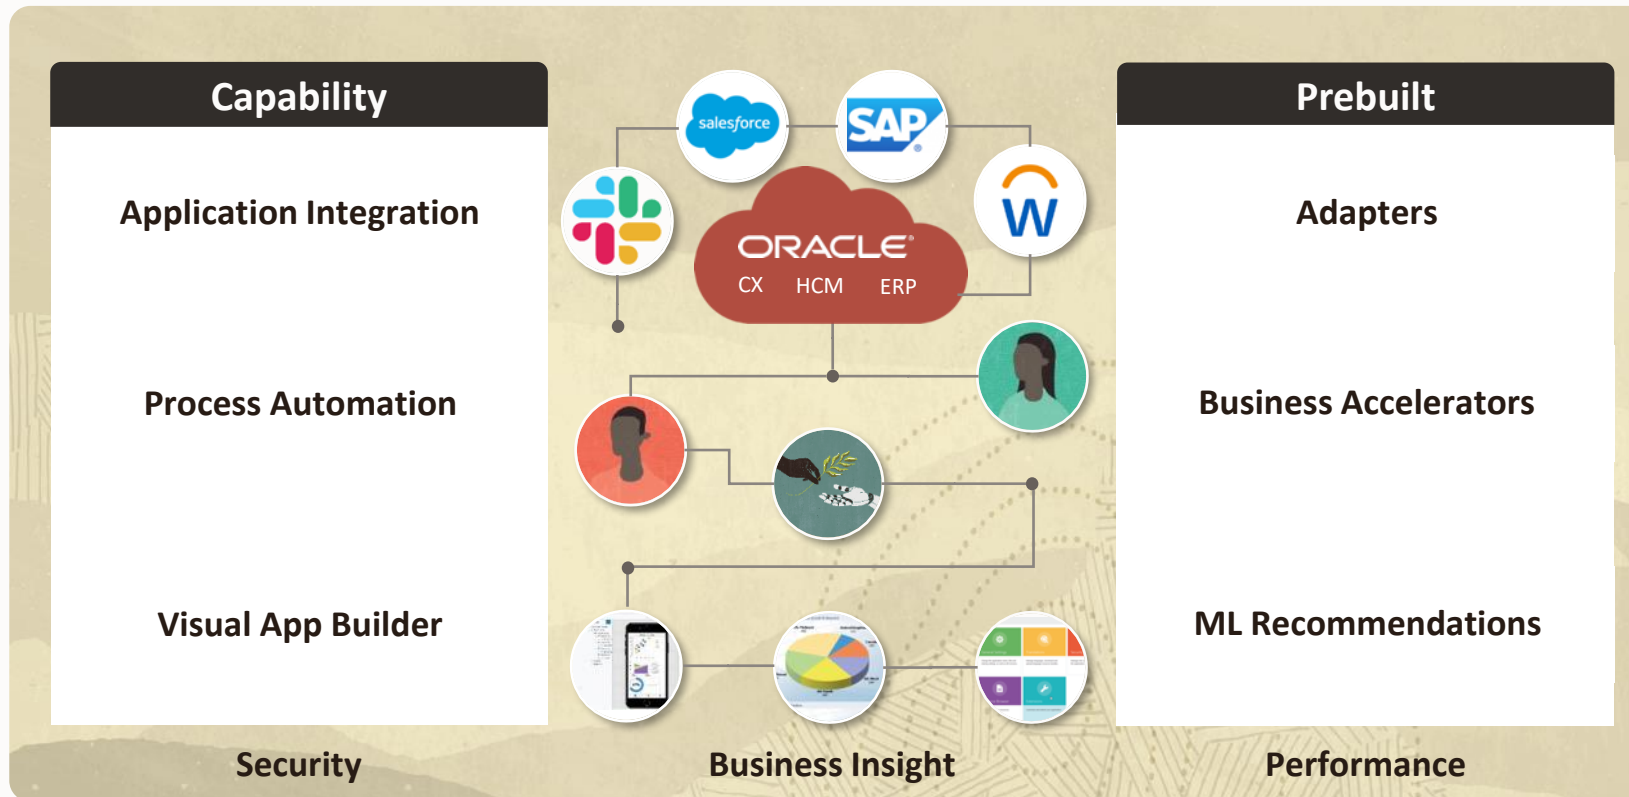 Capability
Application Integration
Process Automation
Visual App Builder
salesforce
SAP
®
W
ORACLE®
CX HCM ERP
Prebuilt
Adapters
Business Accelerators
ML Recommendations
Security
Business Insight
Performance